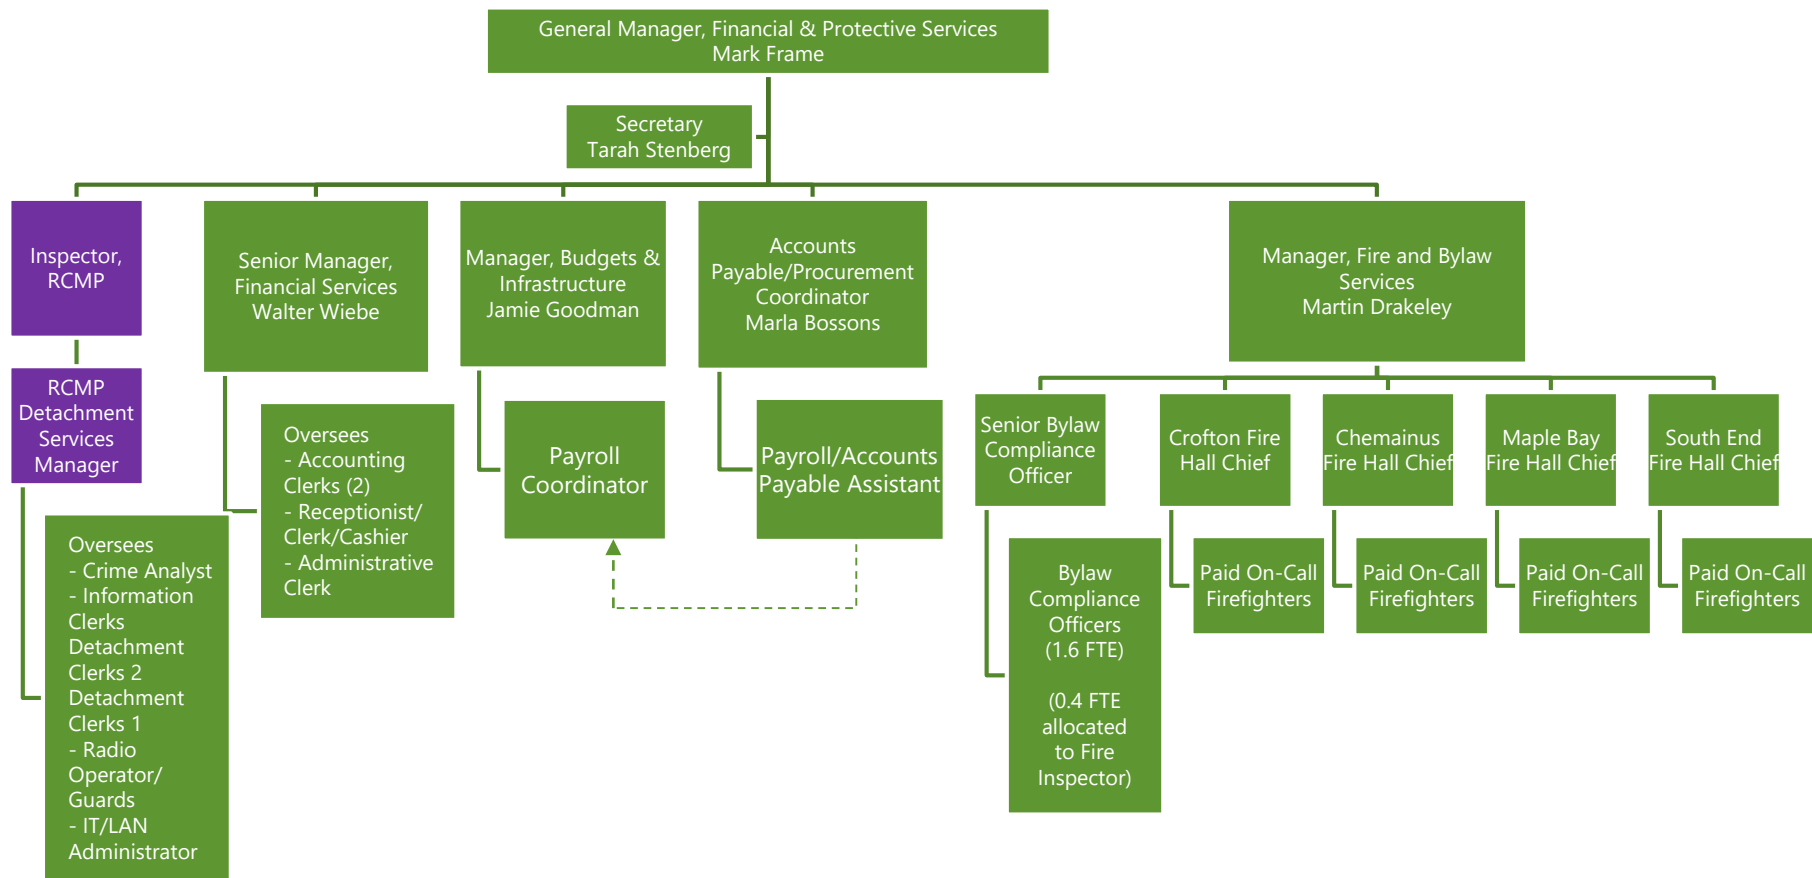 General Manager, Financial & Protective Services
Mark Frame
Secretary
Tarah Stenberg
Inspector,
RCMP
Senior Manager,
Financial Services
Walter Wiebe
Manager, Budgets &
Infrastructure
Jamie Goodman
Accounts
Payable/Procurement
Coordinator
Marla Bossons
Manager, Fire and Bylaw
Services
Martin Drakeley
RCMP
Detachment
Services
Manager
Oversees
- Accounting
Clerks (2)
- Receptionist/
Clerk/Cashier
- Administrative
Clerk
Payroll
Coordinator
Payroll/Accounts
Payable Assistant
Senior Bylaw
Compliance
Officer
Crofton Fire
Hall Chief
Chemainus
Fire Hall Chief
Maple Bay
Fire Hall Chief
South End
Fire Hall Chief
Oversees
- Crime Analyst
- Information
Clerks
Detachment
Clerks 2
Detachment
Clerks 1
- Radio
Operator/
Guards
- IT/LAN
Administrator
Bylaw
Compliance
Officers
(1.6 FTE)
(0.4 FTE
allocated
to Fire
Inspector)
Paid On-Call
Firefighters
Paid On-Call
Firefighters
Paid On-Call
Firefighters
Paid On-Call
Firefighters